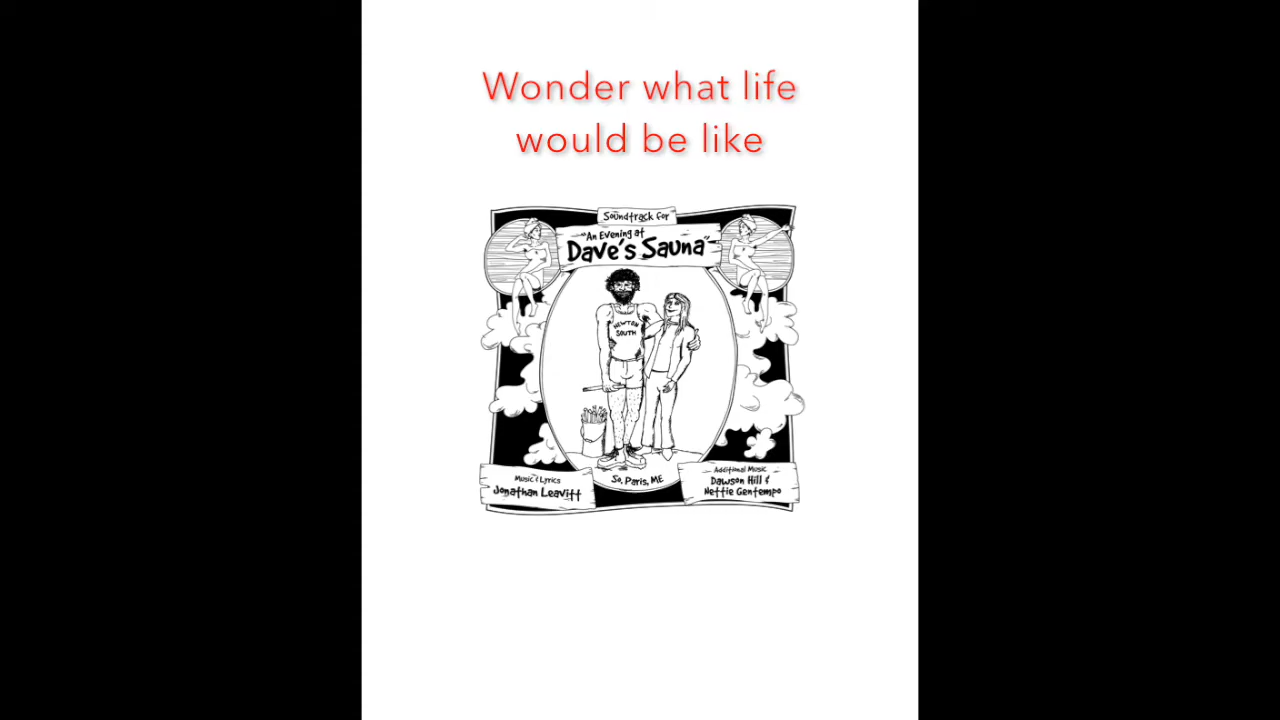 Wonder what life
would be like
Soundtrack for
"An Evening at
Dave's Sauna"
NEWTON
SOUTH
So. Paris, ME
Music & Lyrics
Jonathan Leavitt
Additional Music
Dawson Hill &
Nettie Gentempo